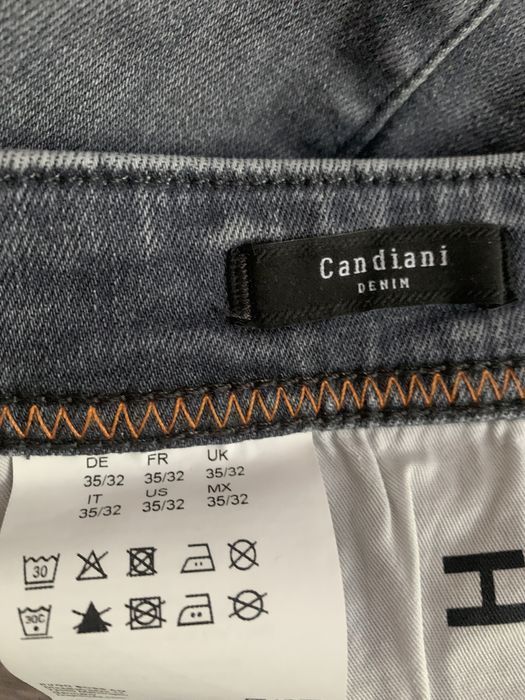 Candiani
DENIM
DE FR UK
35/32 35/32 35/32
IT US MX
35/32 35/32 35/32
30
30C
H